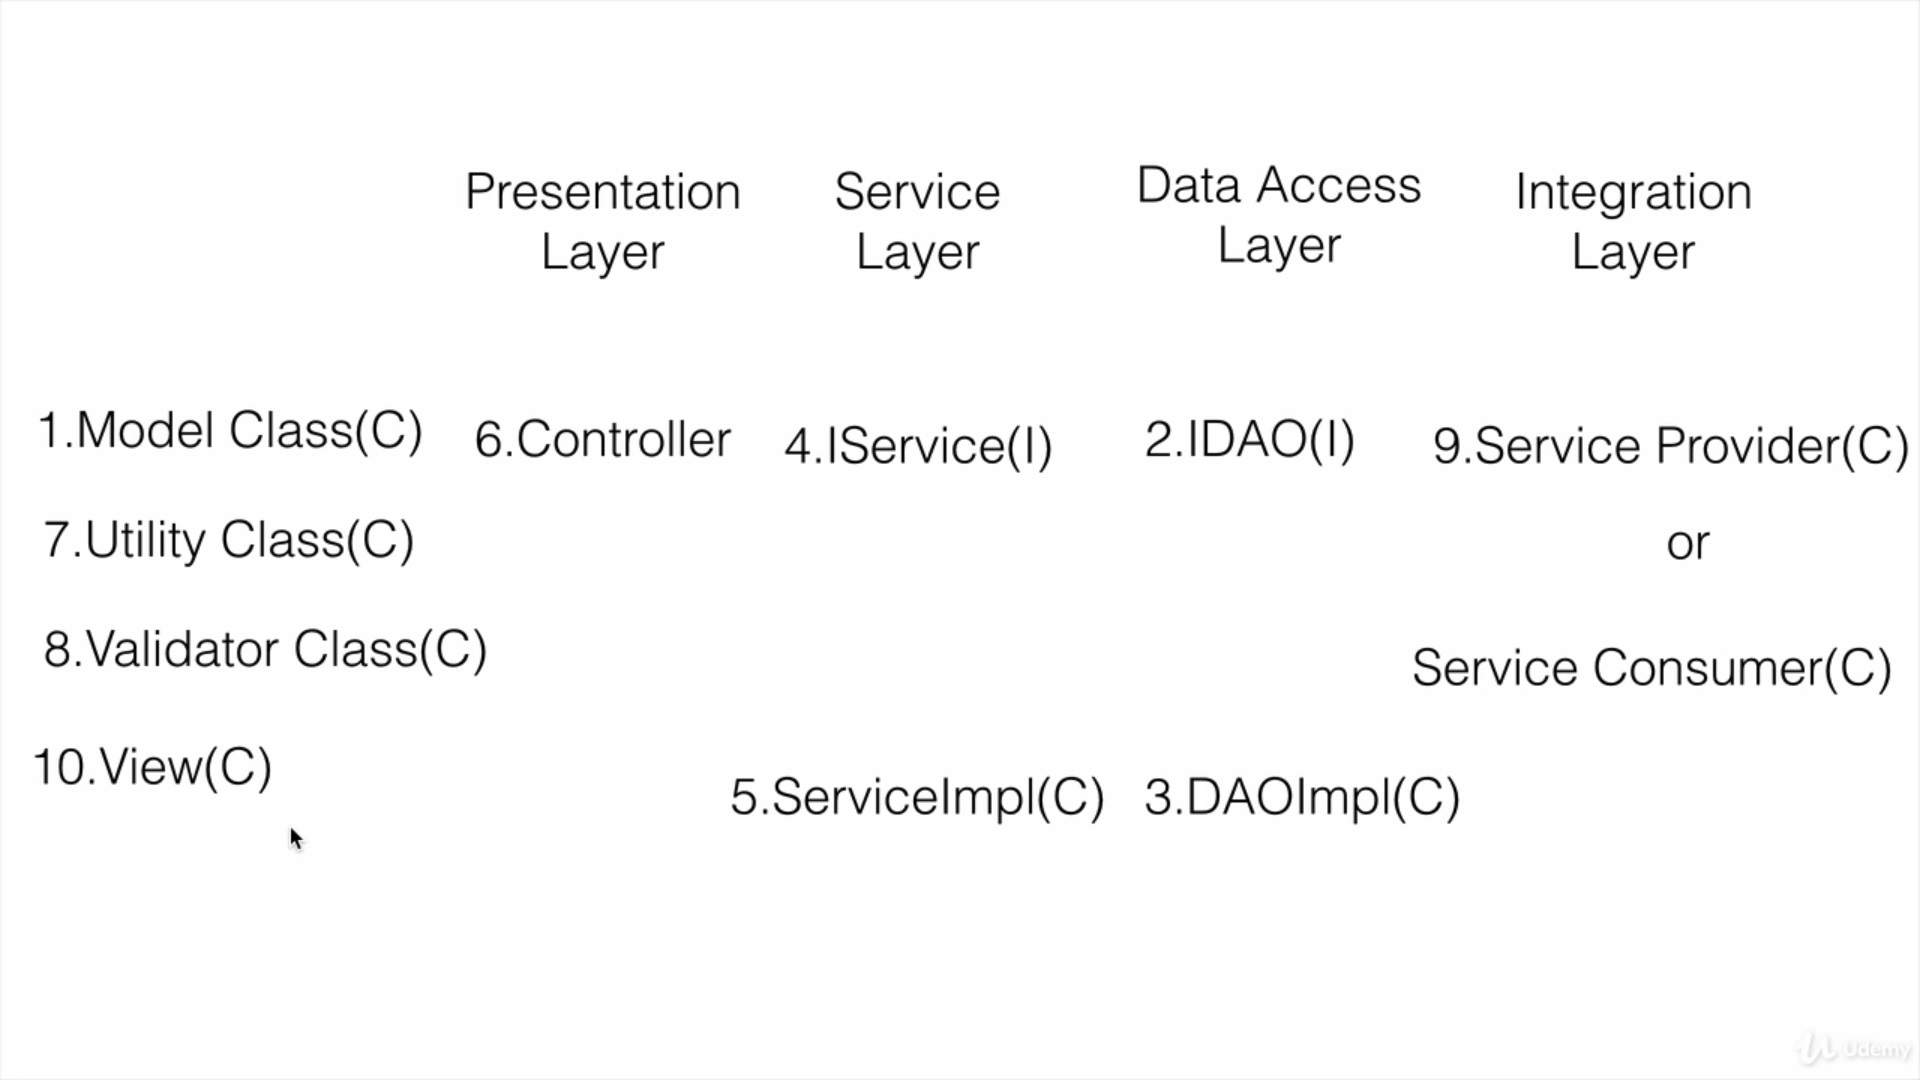 Presentation
Layer
Service
Layer
Data Access
Layer
Integration
Layer
1.Model Class(C)
6.Controller
4.IService(I)
2.IDAO(I)
9.Service Provider(C)
7.Utility Class(C)
or
8.Validator Class(C)
Service Consumer(C)
10.View(C)
5.ServiceImpl(C)
3.DAOImpl(C)
Udemy